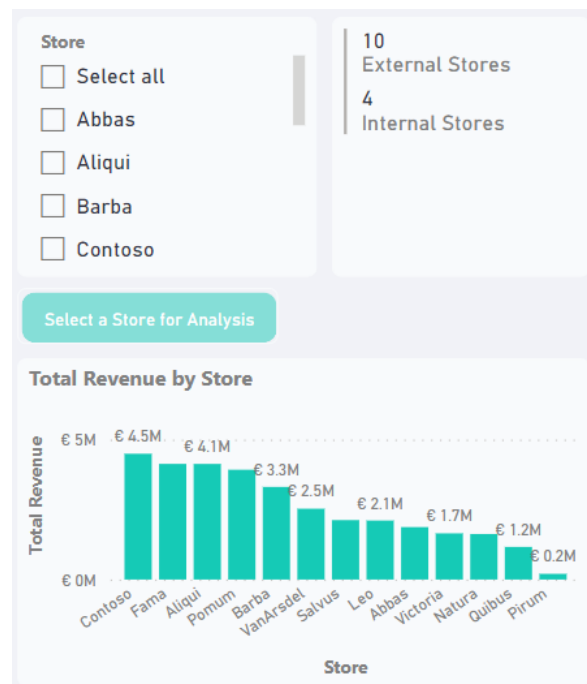 Store
Select all
Abbas
Aliqui
Barba
Contoso
10
External Stores
4
Internal Stores
Select a Store for Analysis
Total Revenue by Store
Total Revenue
€ 5M
€ 0M
€ 4.5M
€ 4.1M
€ 3.3M
€ 2.5M
€ 2.1M
€ 1.7M
€ 1.2M
€ 0.2M
Contoso
Fama
Aliqui
Pomum
Barba
VanArsdel
Salvus
Leo
Abbas
Victoria
Natura
Quibus
Pirum
Store